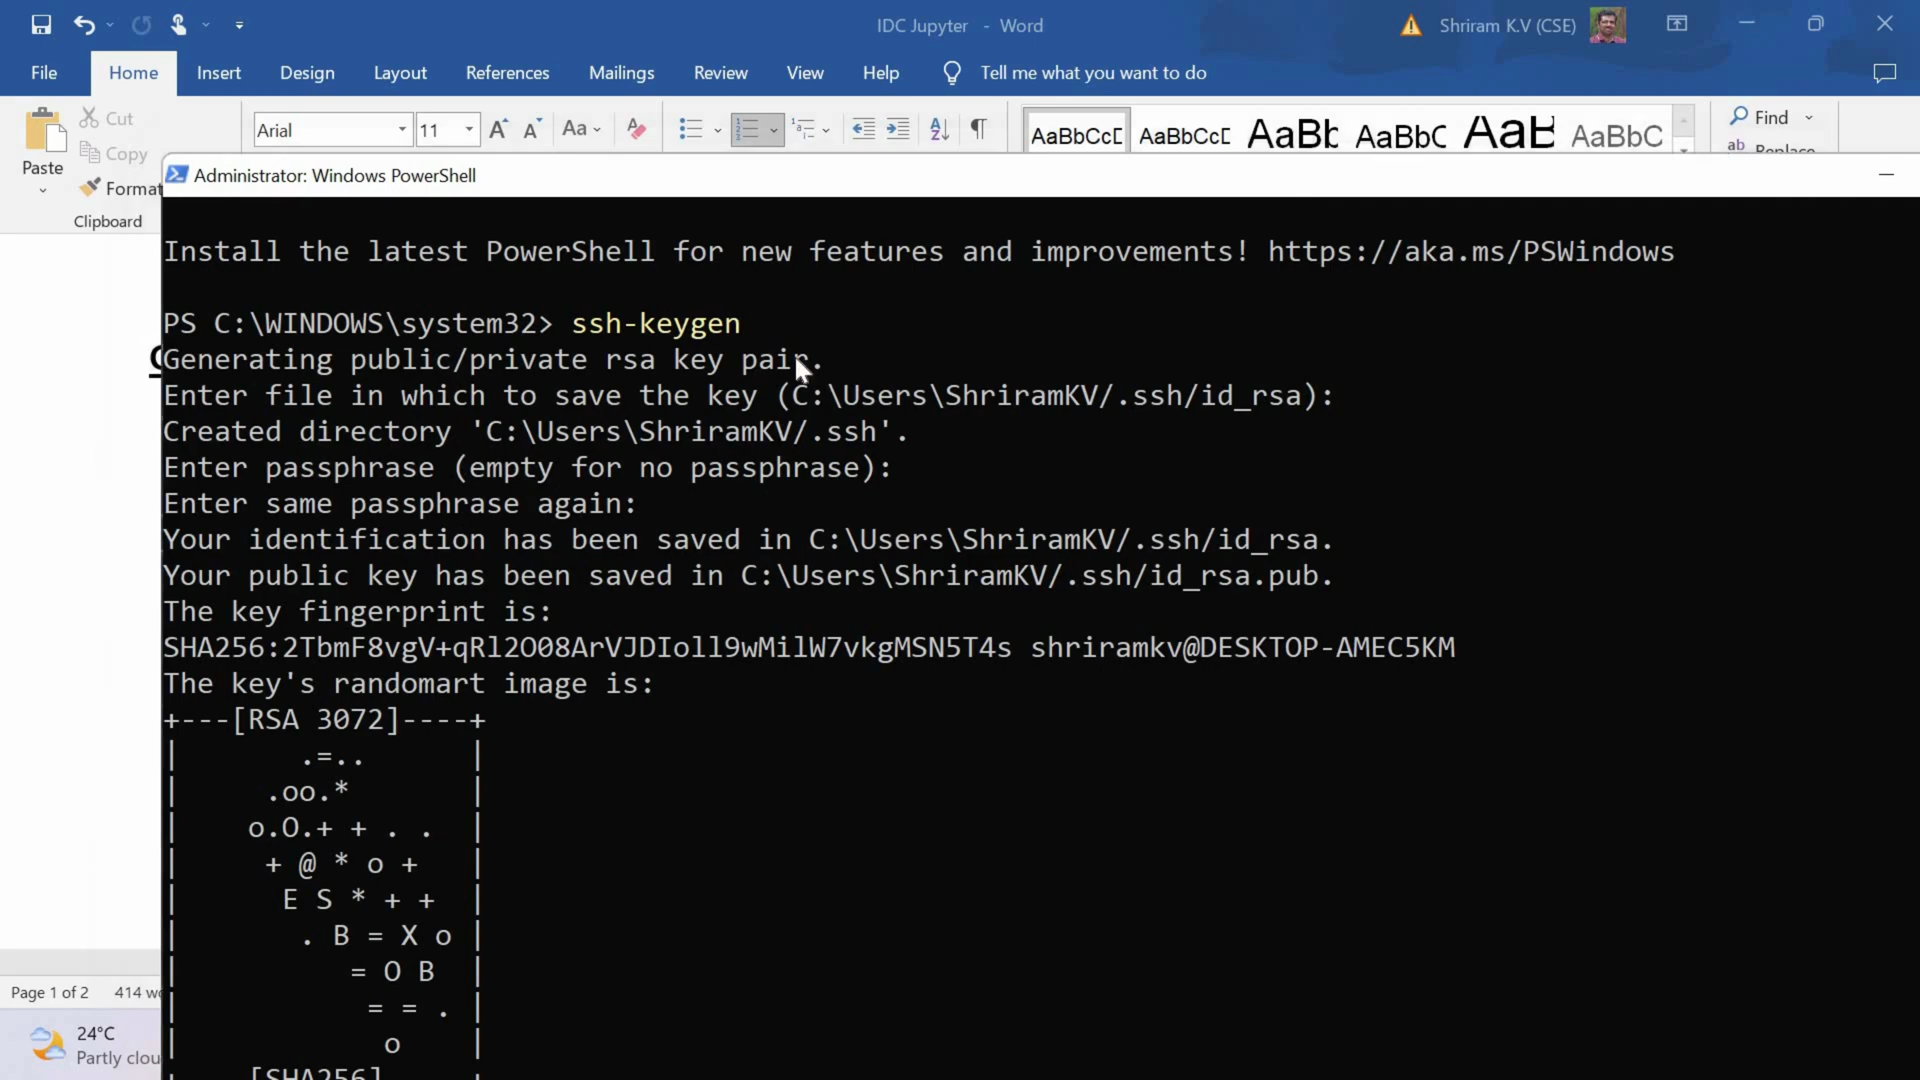 IDC Jupyter - Word
Shriram K.V (CSE)
File Home Insert Design Layout References Mailings Review View Help Tell me what you want to do
Cut
Copy
Paste
Format
Clipboard
Arial 11
AaBbCcD AaBbCcD AaBb AaBbC AaB AaBbC
Find
Administrator: Windows PowerShell
Install the latest PowerShell for new features and improvements! https://aka.ms/PSWindows
PS C:\WINDOWS\system32> ssh-keygen
Generating public/private rsa key pair.
Enter file in which to save the key (C:\Users\ShriramKV/.ssh/id_rsa):
Created directory 'C:\Users\ShriramKV/.ssh'.
Enter passphrase (empty for no passphrase):
Enter same passphrase again:
Your identification has been saved in C:\Users\ShriramKV/.ssh/id_rsa.
Your public key has been saved in C:\Users\ShriramKV/.ssh/id_rsa.pub.
The key fingerprint is:
SHA256:2TbmF8vgV+qRl2O08ArVJDIoll9wMilW7vkgMSN5T4s shriramkv@DESKTOP-AMEC5KM
The key's randomart image is:
+---[RSA 3072]----+
|       .=..      |
|     .oo.*       |
|    o.O.+ + . .  |
|     + @ * o +   |
|      E S * + +  |
|       . B = X o |
|          = O B  |
|           = = . |
|            o    |
[SHA256]
Page 1 of 2
24°C
Partly clou